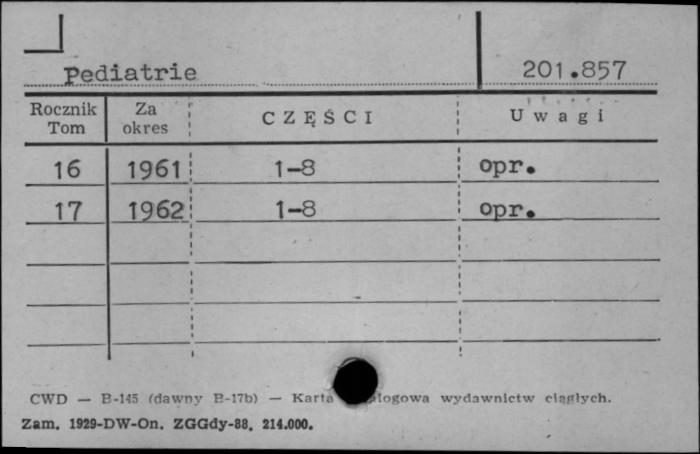 Pediatrie 201.857
Rocznik Tom Za okres CZĘŚCI Uwagi
16 1961 1-8 opr.
17 1962 1-8 opr.
CWD — B-145 (dawny B-17b) — Karta wydawnictw ciągłych.
Zam. 1929-DW-On. ZGGdy-88. 214.000.